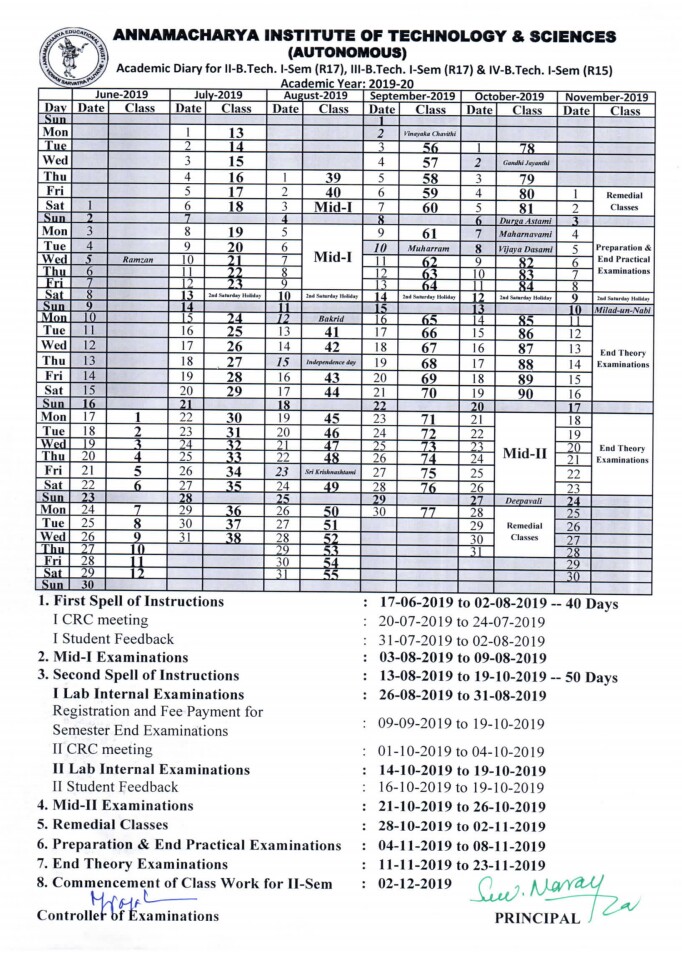 ANNAMACHARYA INSTITUTE OF TECHNOLOGY & SCIENCES
(AUTONOMOUS)
Academic Diary for II-B.Tech. I-Sem (R17), III-B.Tech. I-Sem (R17) & IV-B.Tech. I-Sem (R15)
Academic Year: 2019-20
June-2019 July-2019 August-2019 September-2019 October-2019 November-2019
Day Date Class Date Class Date Class Date Class Date Class Date Class
Sun 1
Mon 1 13 2 Vinayaka Chavithi
Tue 2 14 3 56 1 78
Wed 3 15 4 57 2 Gandhi Jayanthi
Thu 4 16 1 39 5 58 3 79
Fri 5 17 2 40 6 59 4 80 1 Remedial
Sat 1 6 18 3 Mid-I 7 60 5 81 2 Classes
Sun 2 7 4 8 6 Durga Astami 3
Mon 3 8 19 5 9 61 7 Maharnavami 4
Tue 4 9 20 6 Mid-I 10 Muharram 8 Vijaya Dasami 5 Preparation &
Wed 5 Ramzan 10 21 7 11 62 9 82 6 End Practical
Thu 6 11 22 8 12 63 10 83 7 Examinations
Fri 7 12 23 9 13 64 11 84 8
Sat 8 13 2nd Saturday Holiday 10 2nd Saturday Holiday 14 2nd Saturday Holiday 12 2nd Saturday Holiday 9 2nd Saturday Holiday
Sun 9 14 11 15 13 10 Milad-un-Nabi
Mon 10 15 24 12 Bakrid 16 65 14 85 11
Tue 11 16 25 13 41 17 66 15 86 12
Wed 12 17 26 14 42 18 67 16 87 13 End Theory
Thu 13 18 27 15 Independence day 19 68 17 88 14 Examinations
Fri 14 19 28 16 43 20 69 18 89 15
Sat 15 20 29 17 44 21 70 19 90 16
Sun 16 21 18 22 20 17
Mon 17 1 22 30 19 45 23 71 21 18
Tue 18 2 23 31 20 46 24 72 22 19
Wed 19 3 24 32 21 47 25 73 23 Mid-II 20 End Theory
Thu 20 4 25 33 22 48 26 74 24 21 Examinations
Fri 21 5 26 34 23 Sri Krishnashtami 27 75 25 22
Sat 22 6 27 35 24 49 28 76 26 23
Sun 23 28 25 29 27 Deepavali 24
Mon 24 7 29 36 26 50 30 77 28 25
Tue 25 8 30 37 27 51 29 Remedial 26
Wed 26 9 31 38 28 52 30 Classes 27
Thu 27 10 29 53 31 28
Fri 28 11 30 54 29
Sat 29 12 31 55 30
Sun 30
1. First Spell of Instructions : 17-06-2019 to 02-08-2019 -- 40 Days
I CRC meeting : 20-07-2019 to 24-07-2019
I Student Feedback : 31-07-2019 to 02-08-2019
2. Mid-I Examinations : 03-08-2019 to 09-08-2019
3. Second Spell of Instructions : 13-08-2019 to 19-10-2019 -- 50 Days
I Lab Internal Examinations : 26-08-2019 to 31-08-2019
Registration and Fee Payment for
Semester End Examinations : 09-09-2019 to 19-10-2019
II CRC meeting : 01-10-2019 to 04-10-2019
II Lab Internal Examinations : 14-10-2019 to 19-10-2019
II Student Feedback : 16-10-2019 to 19-10-2019
4. Mid-II Examinations : 21-10-2019 to 26-10-2019
5. Remedial Classes : 28-10-2019 to 02-11-2019
6. Preparation & End Practical Examinations : 04-11-2019 to 08-11-2019
7. End Theory Examinations : 11-11-2019 to 23-11-2019
8. Commencement of Class Work for II-Sem : 02-12-2019
Controller of Examinations PRINCIPAL